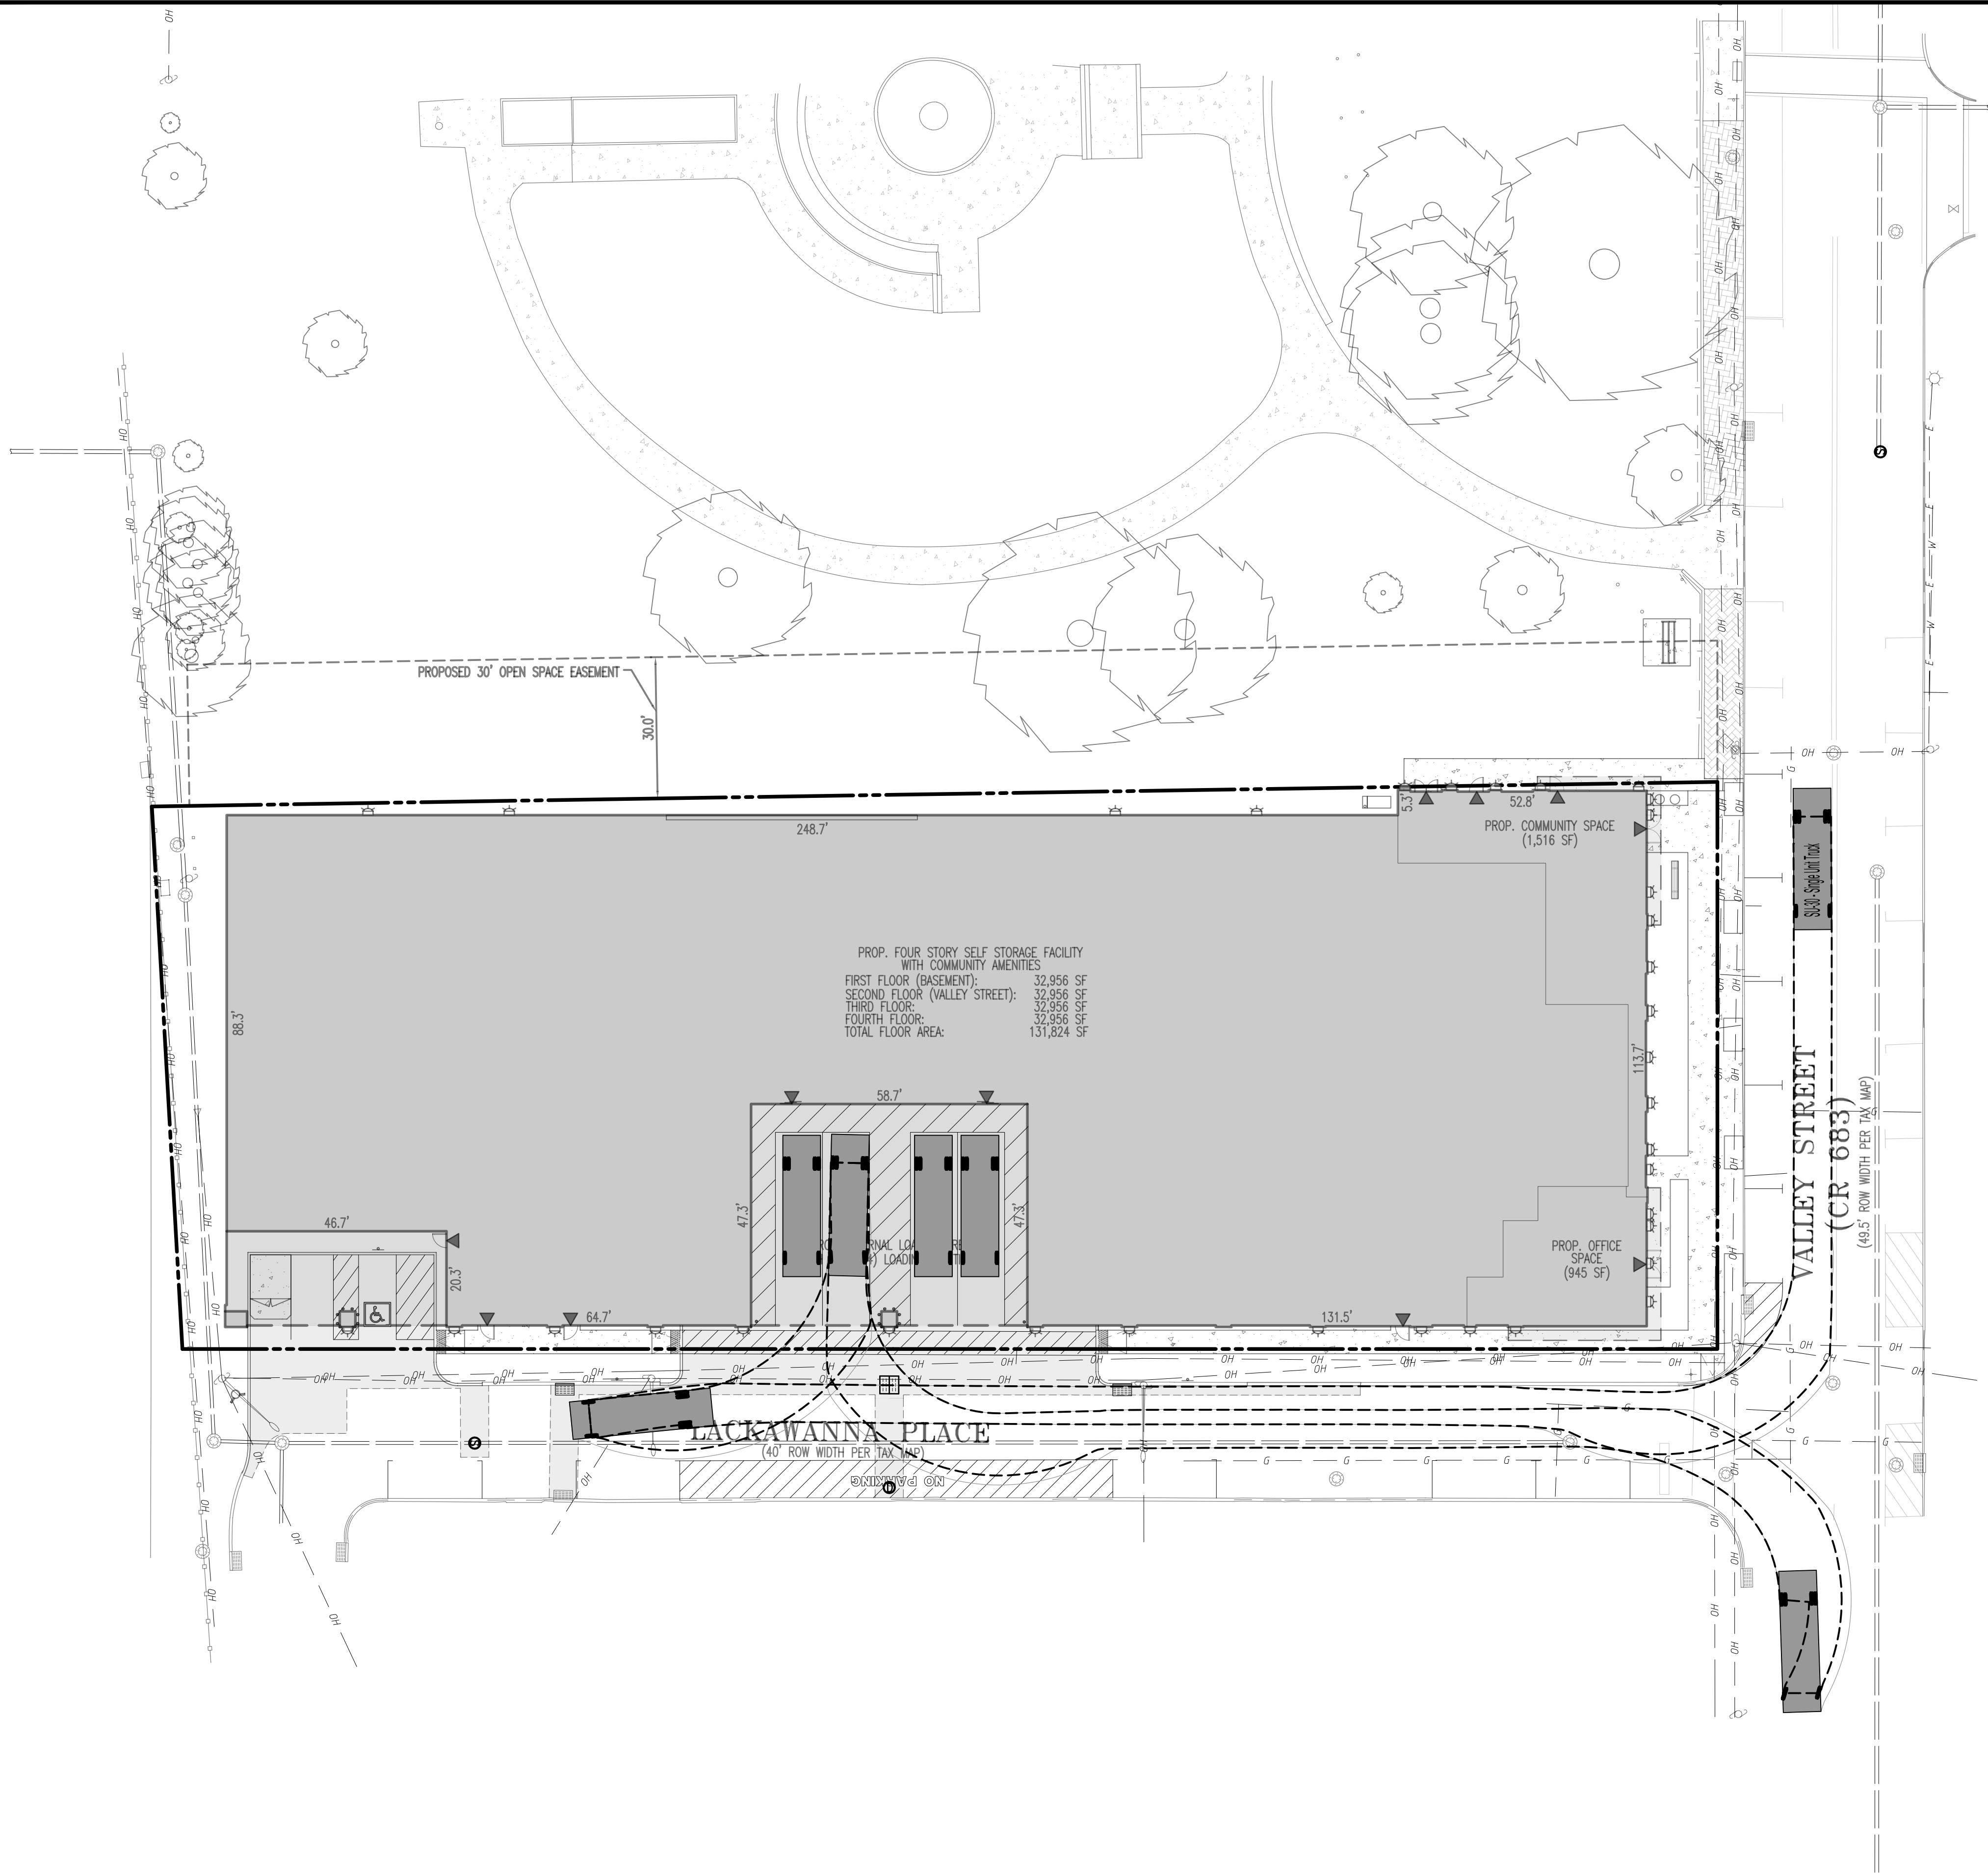 PROPOSED 30' OPEN SPACE EASEMENT
30.0'
248.7'
5.3'
52.8'
PROP. COMMUNITY SPACE
(1,516 SF)
SU-30 - Single Unit Truck
PROP. FOUR STORY SELF STORAGE FACILITY
WITH COMMUNITY AMENITIES
FIRST FLOOR (BASEMENT): 32,956 SF
SECOND FLOOR (VALLEY STREET): 32,956 SF
THIRD FLOOR: 32,956 SF
FOURTH FLOOR: 32,956 SF
TOTAL FLOOR AREA: 131,824 SF
88.3'
113.7'
VALLEY STREET
(CR 683)
(49.5' ROW WIDTH PER TAX MAP)
58.7'
47.3'
47.3'
46.7'
20.3'
PROP. OFFICE
SPACE
(945 SF)
64.7'
131.5'
LACKAWANNA PLACE
(40' ROW WIDTH PER TAX MAP)
NO PARKING